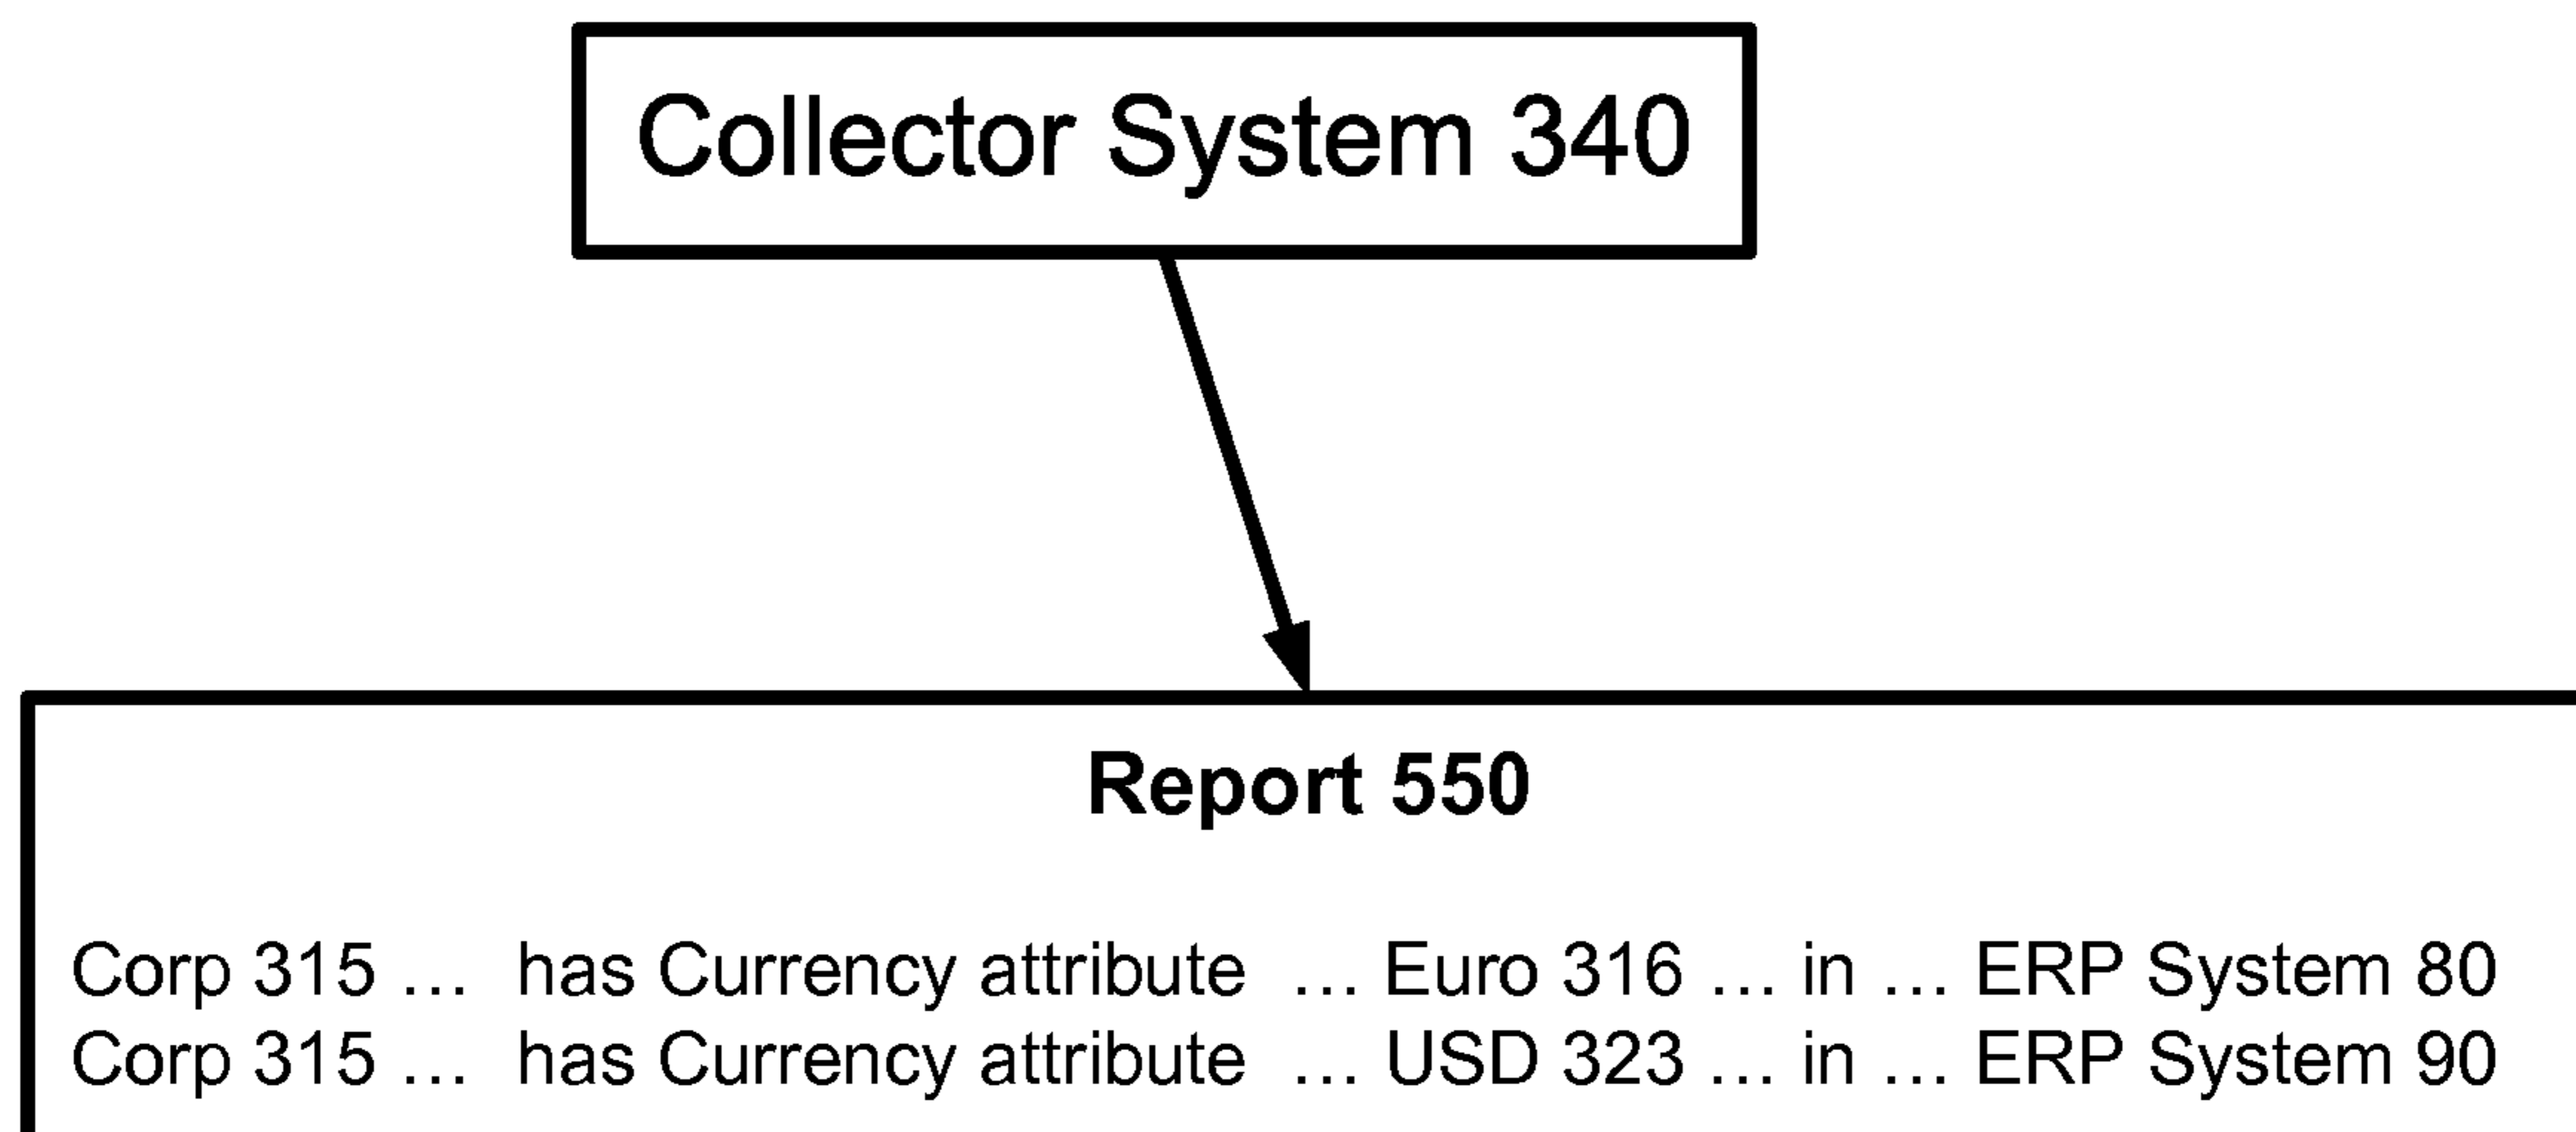 Collector System 340
Report 550
Corp 315 ... has Currency attribute ... Euro 316 ... in ... ERP System 80
Corp 315 ... has Currency attribute ... USD 323 ... in ... ERP System 90